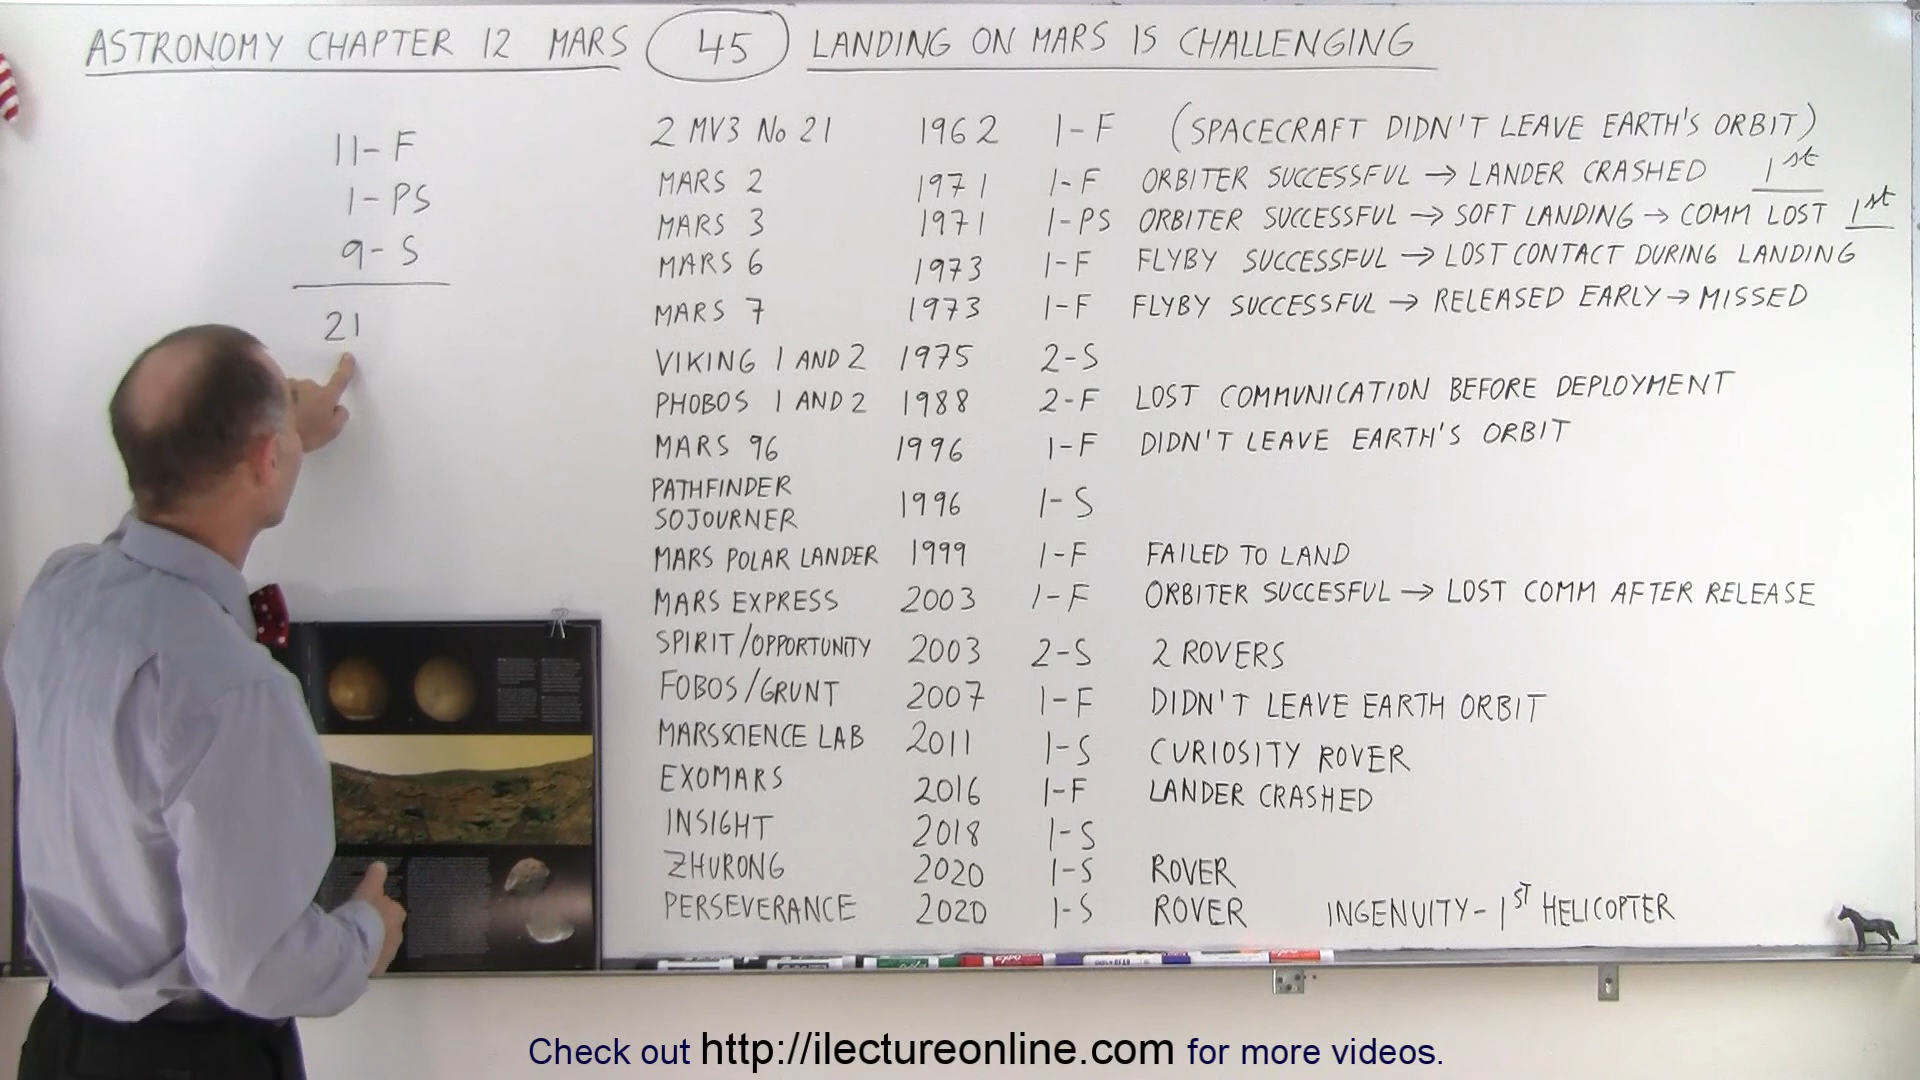 ASTRONOMY CHAPTER 12 MARS 45 LANDING ON MARS IS CHALLENGING
11-F
1-PS
9-S
21
2 MV3 No 21 1962 1-F (SPACECRAFT DIDN'T LEAVE EARTH'S ORBIT)
MARS 2 1971 1-F ORBITER SUCCESSFUL → LANDER CRASHED 1st
MARS 3 1971 1-PS ORBITER SUCCESSFUL → SOFT LANDING → COMM LOST 1st
MARS 6 1973 1-F FLYBY SUCCESSFUL → LOST CONTACT DURING LANDING
MARS 7 1973 1-F FLYBY SUCCESSFUL → RELEASED EARLY → MISSED
VIKING 1 AND 2 1975 2-S
PHOBOS 1 AND 2 1988 2-F LOST COMMUNICATION BEFORE DEPLOYMENT
MARS 96 1996 1-F DIDN'T LEAVE EARTH'S ORBIT
PATHFINDER
SOJOURNER 1996 1-S
MARS POLAR LANDER 1999 1-F FAILED TO LAND
MARS EXPRESS 2003 1-F ORBITER SUCCESFUL → LOST COMM AFTER RELEASE
SPIRIT/OPPORTUNITY 2003 2-S 2 ROVERS
FOBOS/GRUNT 2007 1-F DIDN'T LEAVE EARTH ORBIT
MARSSCIENCE LAB 2011 1-S CURIOSITY ROVER
EXOMARS 2016 1-F LANDER CRASHED
INSIGHT 2018 1-S
ZHURONG 2020 1-S ROVER
PERSEVERANCE 2020 1-S ROVER INGENUITY- 1ST HELICOPTER
EXPO
Check out http://ilectureonline.com for more videos.